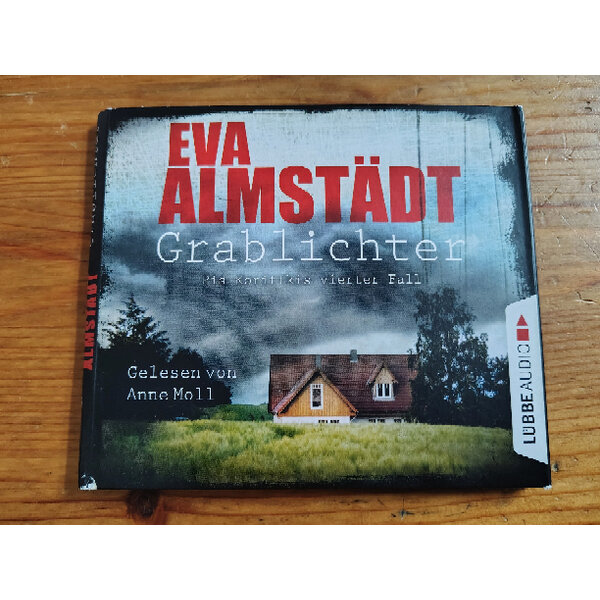 EVA
ALMSTÄDT
Grablichter
Pia Korittkis vierter Fall
Gelesen von
Anne Moll
LÜBBE AUDIO
ALMSTÄDT